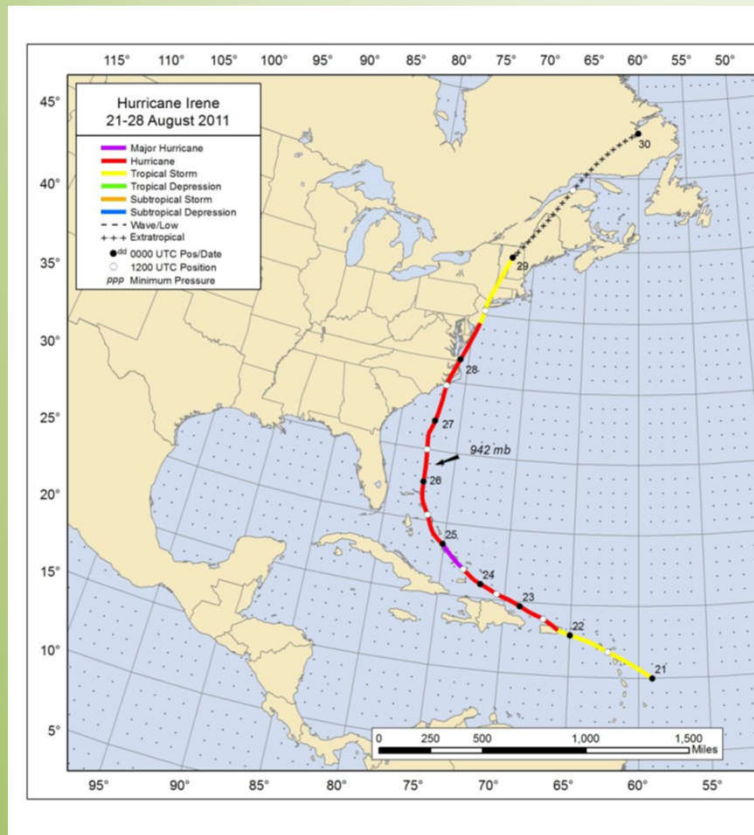 115° 110° 105° 100° 95° 90° 85° 80° 75° 70° 65° 60° 55° 50°
45°
40°
35°
30°
25°
20°
15°
10°
5°
Hurricane Irene
21-28 August 2011
Major Hurricane
Hurricane
Tropical Storm
Tropical Depression
Subtropical Storm
Subtropical Depression
Wave/Low
Extratropical
dd 0000 UTC Pos/Date
1200 UTC Position
ppp Minimum Pressure
30
29
28
27
942 mb
26
25
24
23
22
21
0 250 500 1,000 1,500
Miles
95° 90° 85° 80° 75° 70° 65° 60° 55°